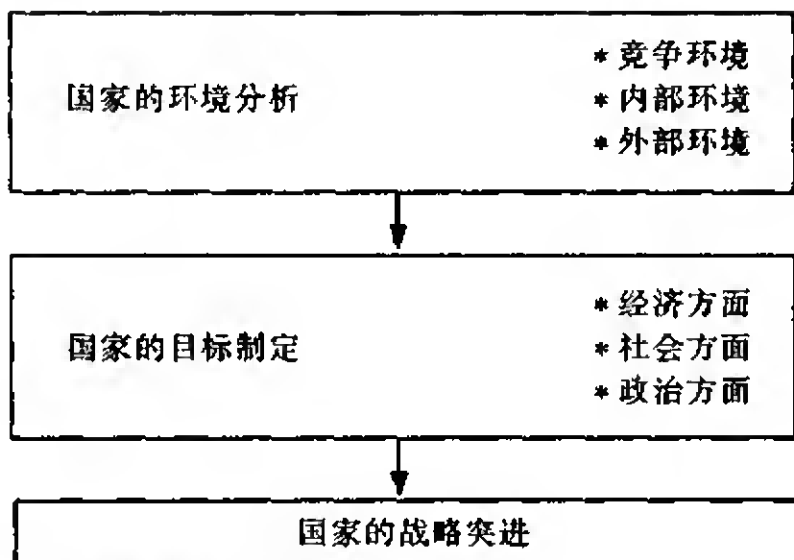 * 竞争环境
国家的环境分析 * 内部环境
* 外部环境
* 经济方面
国家的目标制定 * 社会方面
* 政治方面
国家的战略突进